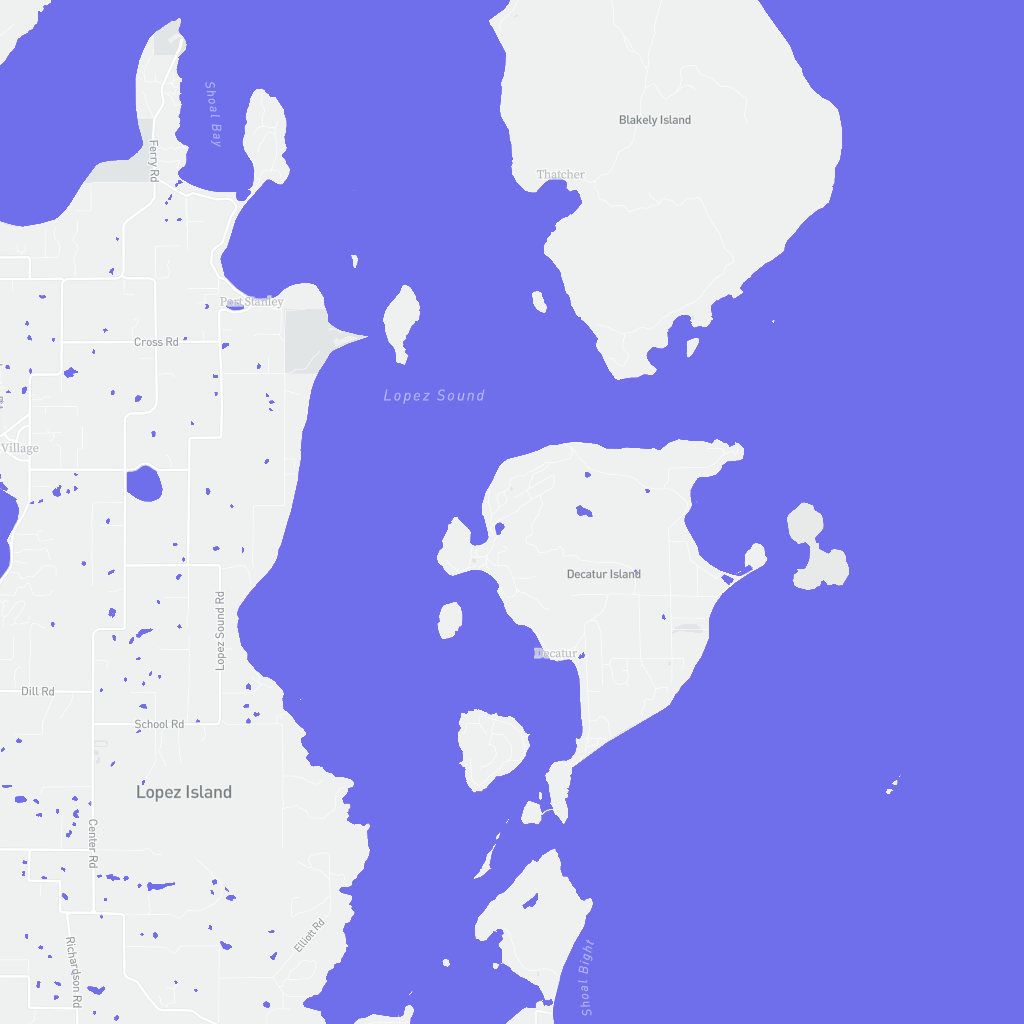 Shoal Bay
Blakely Island
Ferry Rd
Thatcher
Port Stanley
Cross Rd
Lopez Sound
Village
Decatur Island
Lopez Sound Rd
Decatur
Dill Rd
School Rd
Lopez Island
Center Rd
Elliott Rd
Richardson Rd
Shoal Bight